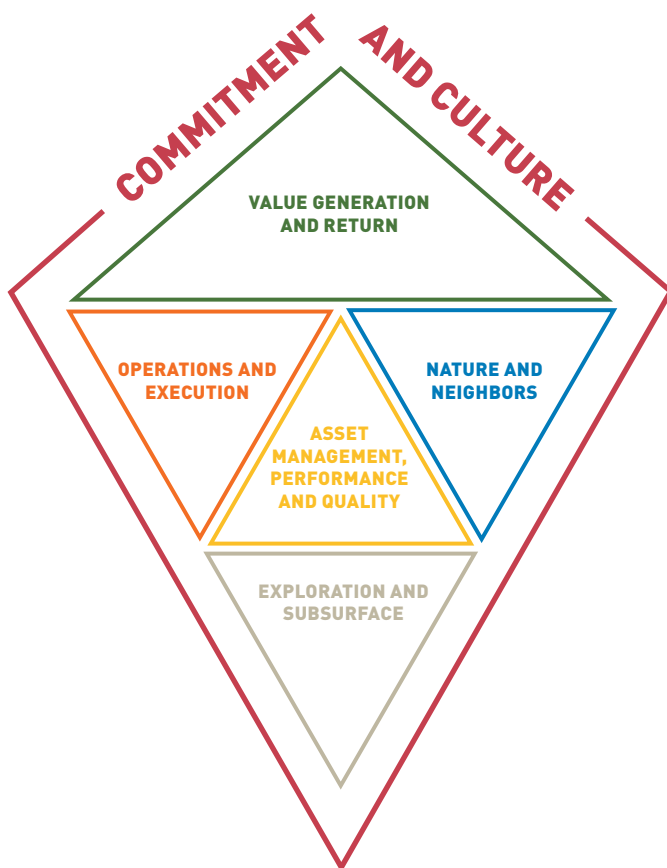 COMMITMENT
AND CULTURE
VALUE GENERATION
AND RETURN
OPERATIONS AND
EXECUTION
NATURE AND
NEIGHBORS
ASSET
MANAGEMENT,
PERFORMANCE
AND QUALITY
EXPLORATION AND
SUBSURFACE